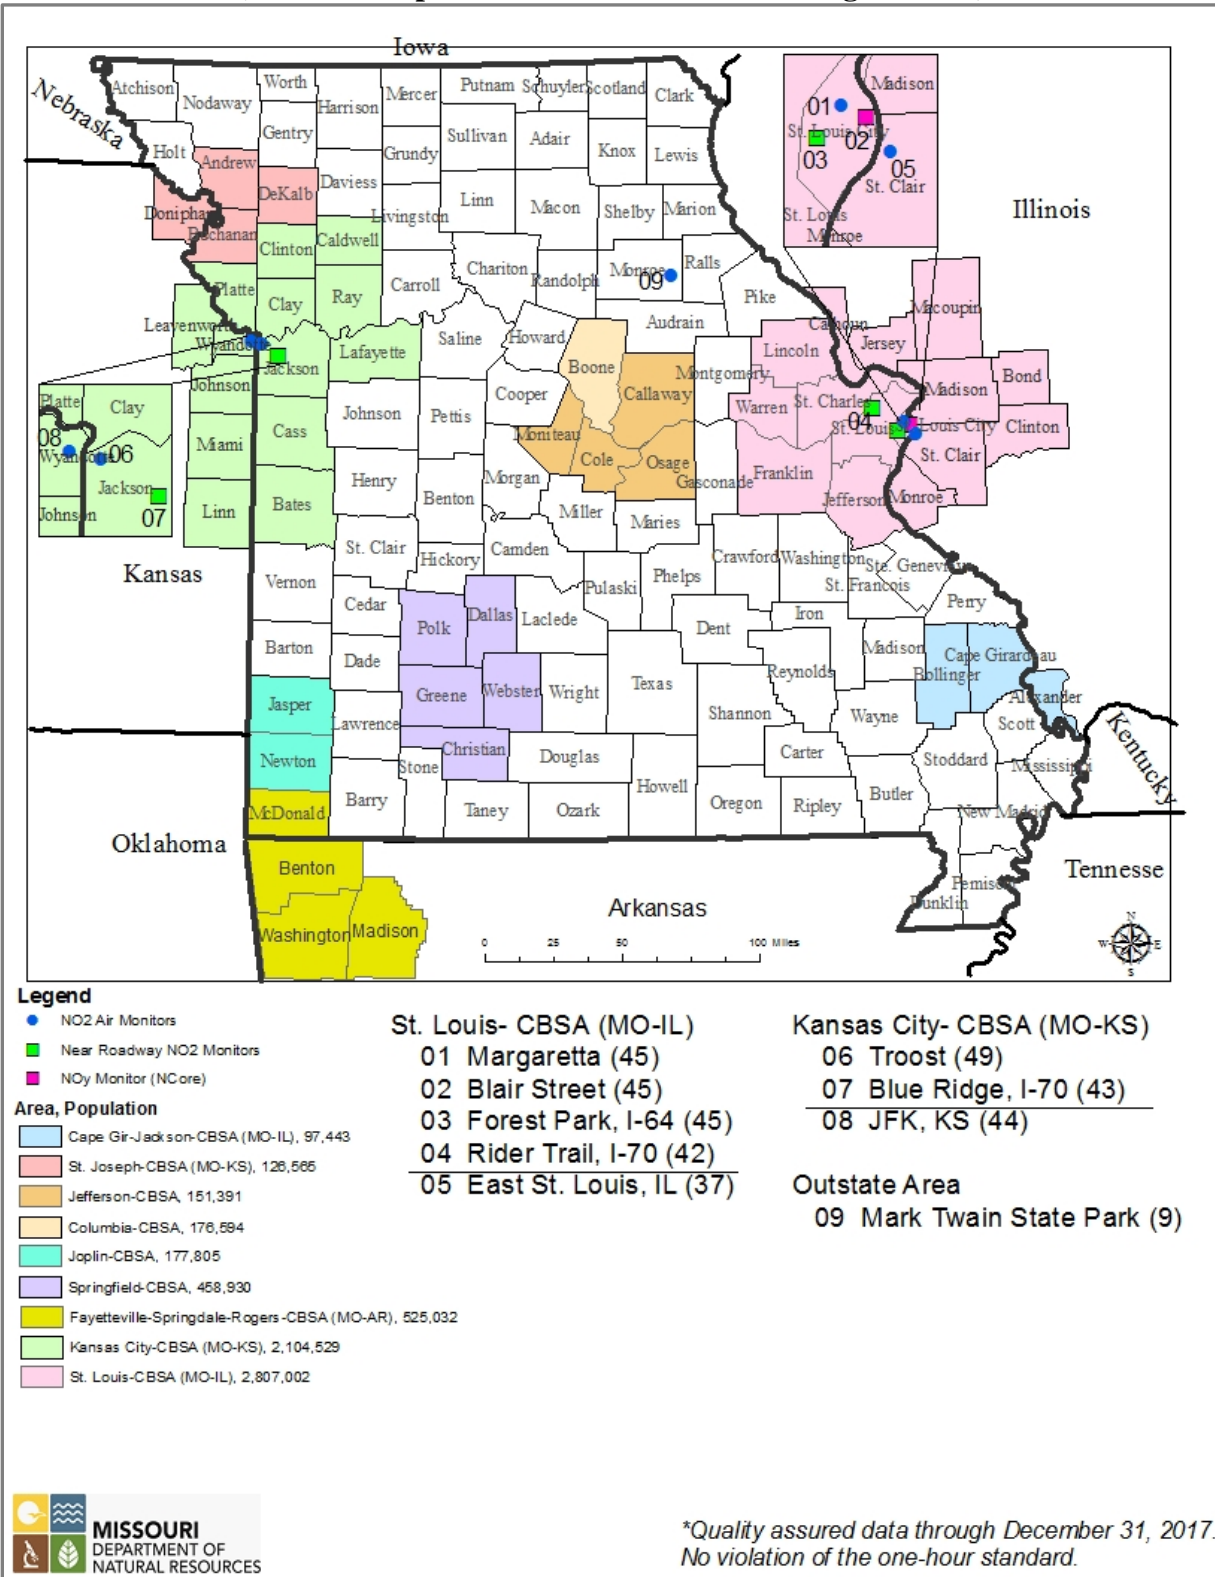 Iowa
Nebraska
Illinois
Kansas
Oklahoma
Arkansas
Kentucky
Tennesse
Atchison
Nodaway
Worth
Harrison
Mercer
Putnam
Schuyler
Scotland
Clark
Gentry
Sullivan
Adair
Knox
Lewis
Holt
Andrew
DeKalb
Daviess
Grundy
Livingston
Linn
Macon
Shelby
Marion
Doniphan
Buchanan
Clinton
Caldwell
Chariton
Randolph
Monroe
09
Ralls
Pike
Platte
Clay
Ray
Carroll
Leavenworth
Wyandotte
Jackson
Lafayette
Saline
Howard
Audrain
Boone
Callaway
Montgomery
Lincoln
Calhoun
Jersey
Macoupin
Madison
Bond
Clinton
Warren
St. Charles
04
St. Louis
St. Louis City
St. Clair
Monroe
Franklin
Jefferson
Johnson
Miami
Linn
Cass
Bates
Johnson
Pettis
Cooper
Moniteau
Cole
Osage
Gasconade
Henry
Benton
Morgan
Miller
Maries
St. Clair
Hickory
Camden
Pulaski
Phelps
Crawford
Washington
Ste. Genevieve
St. Francois
Perry
Vernon
Cedar
Polk
Dallas
Laclede
Dent
Iron
Madison
Bollinger
Cape Girardeau
Alexander
Barton
Dade
Greene
Webster
Wright
Texas
Reynolds
Wayne
Scott
Jasper
Lawrence
Christian
Douglas
Shannon
Carter
Stoddard
Mississippi
Newton
Stone
Barry
Taney
Ozark
Howell
Oregon
Ripley
Butler
New Madrid
McDonald
Pemiscot
Dunklin
Benton
Washington
Madison
01
02
03
05
Madison
St. Louis City
St. Clair
St. Louis
Monroe
Platte
Clay
08
Wyandotte
06
Jackson
07
Johnson
0 25 50 100 Miles
N
W E
S
Legend
NO2 Air Monitors
Near Roadway NO2 Monitors
NOy Monitor (NCore)
Area, Population
Cape Gir-Jackson-CBSA (MO-IL), 97,443
St. Joseph-CBSA (MO-KS), 126,565
Jefferson-CBSA, 151,391
Columbia-CBSA, 176,594
Joplin-CBSA, 177,805
Springfield-CBSA, 458,930
Fayetteville-Springdale-Rogers-CBSA (MO-AR), 525,032
Kansas City-CBSA (MO-KS), 2,104,529
St. Louis-CBSA (MO-IL), 2,807,002
St. Louis- CBSA (MO-IL)
01 Margaretta (45)
02 Blair Street (45)
03 Forest Park, I-64 (45)
04 Rider Trail, I-70 (42)
05 East St. Louis, IL (37)
Kansas City- CBSA (MO-KS)
06 Troost (49)
07 Blue Ridge, I-70 (43)
08 JFK, KS (44)
Outstate Area
09 Mark Twain State Park (9)
MISSOURI
DEPARTMENT OF
NATURAL RESOURCES
*Quality assured data through December 31, 2017.
No violation of the one-hour standard.